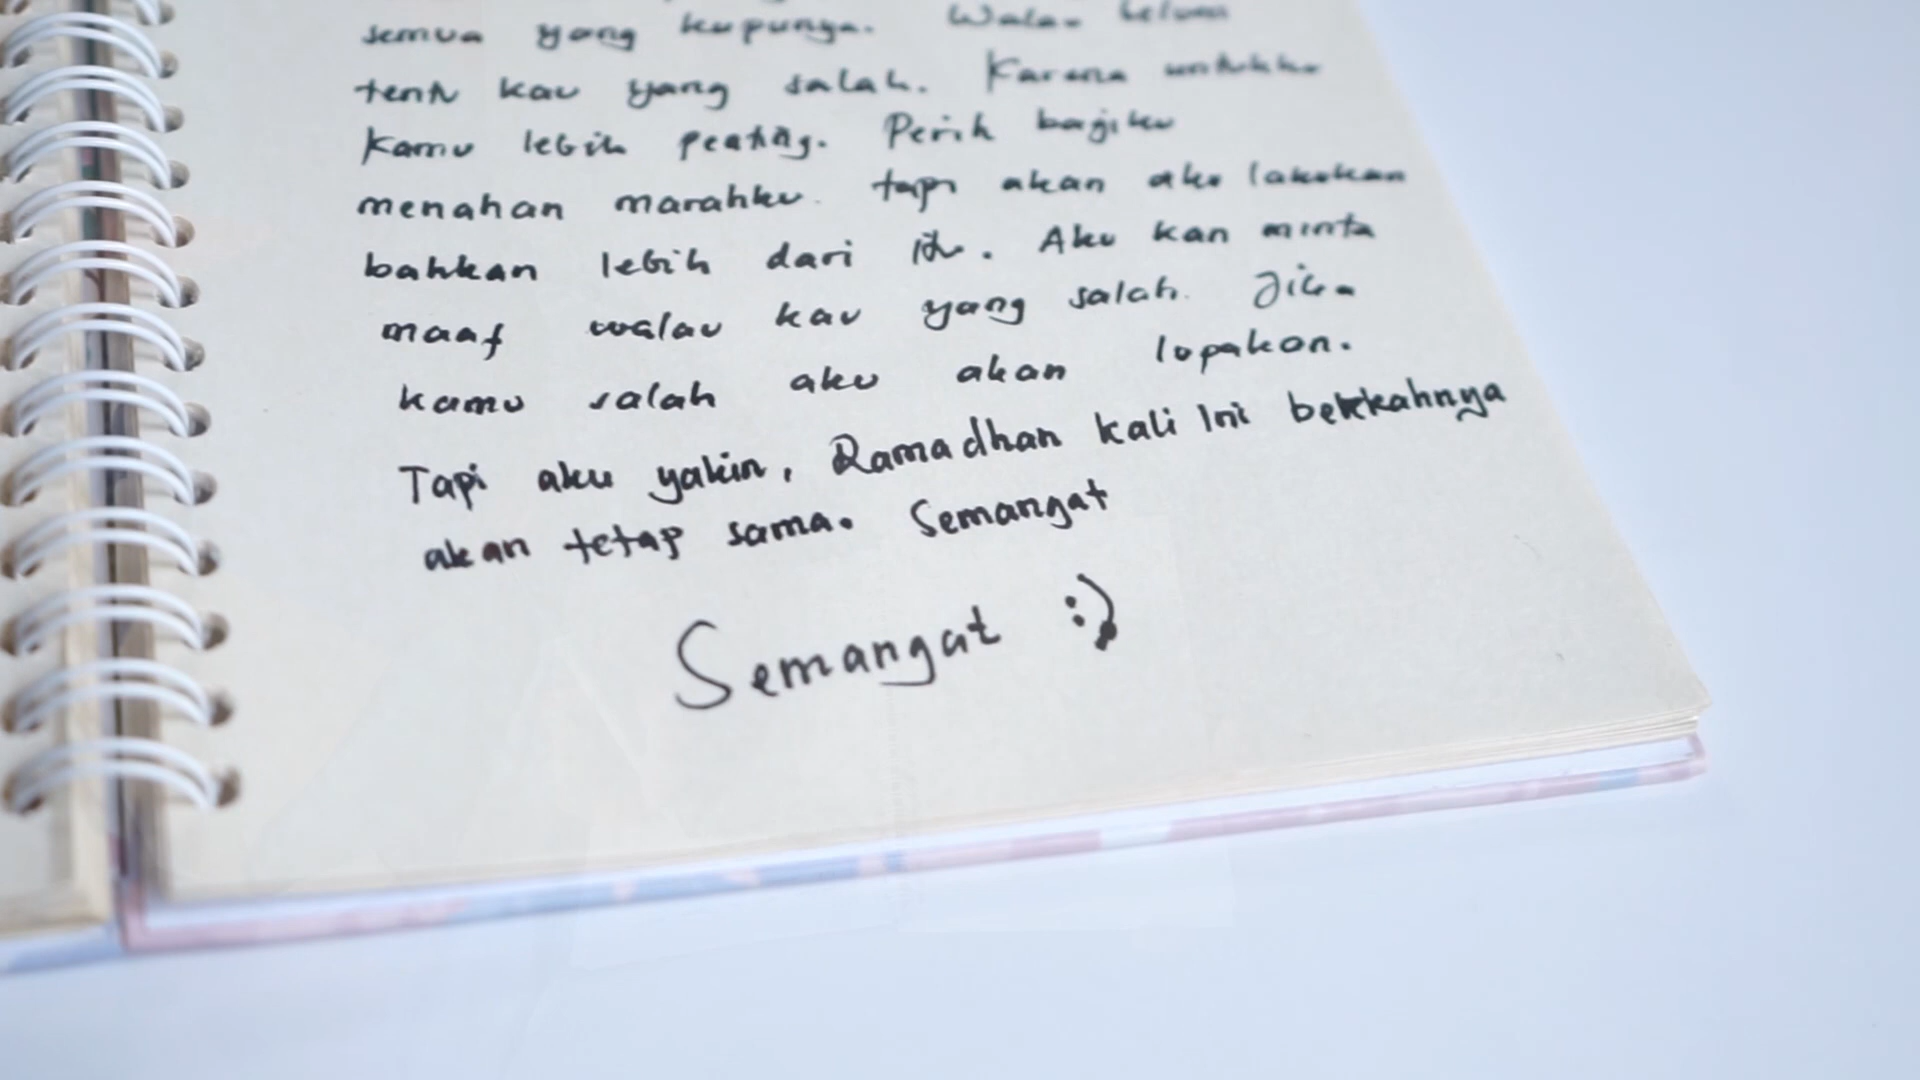 semua yang kupunya. Walau belum
tentu kau yang salah. Karena untukku
kamu lebih penting. Perih bagiku
menahan marahku. tapi akan aku lakukan
bahkan lebih dari itu. Aku kan minta
maaf walau kau yang salah. Jika
kamu salah aku akan lupakan.
Tapi aku yakin, Ramadhan kali ini berkahnya
akan tetap sama. Semangat
Semangat :)